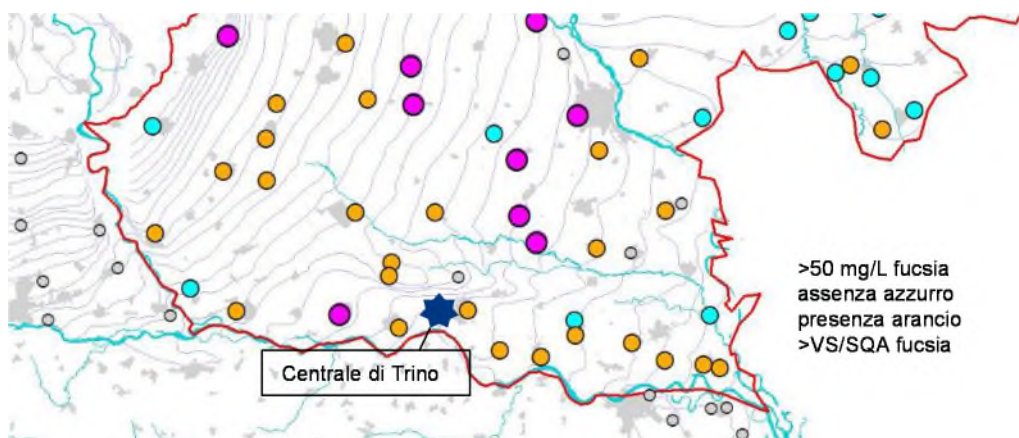 >50 mg/L fucsia
assenza azzurro
presenza arancio
>VS/SQA fucsia
Centrale di Trino